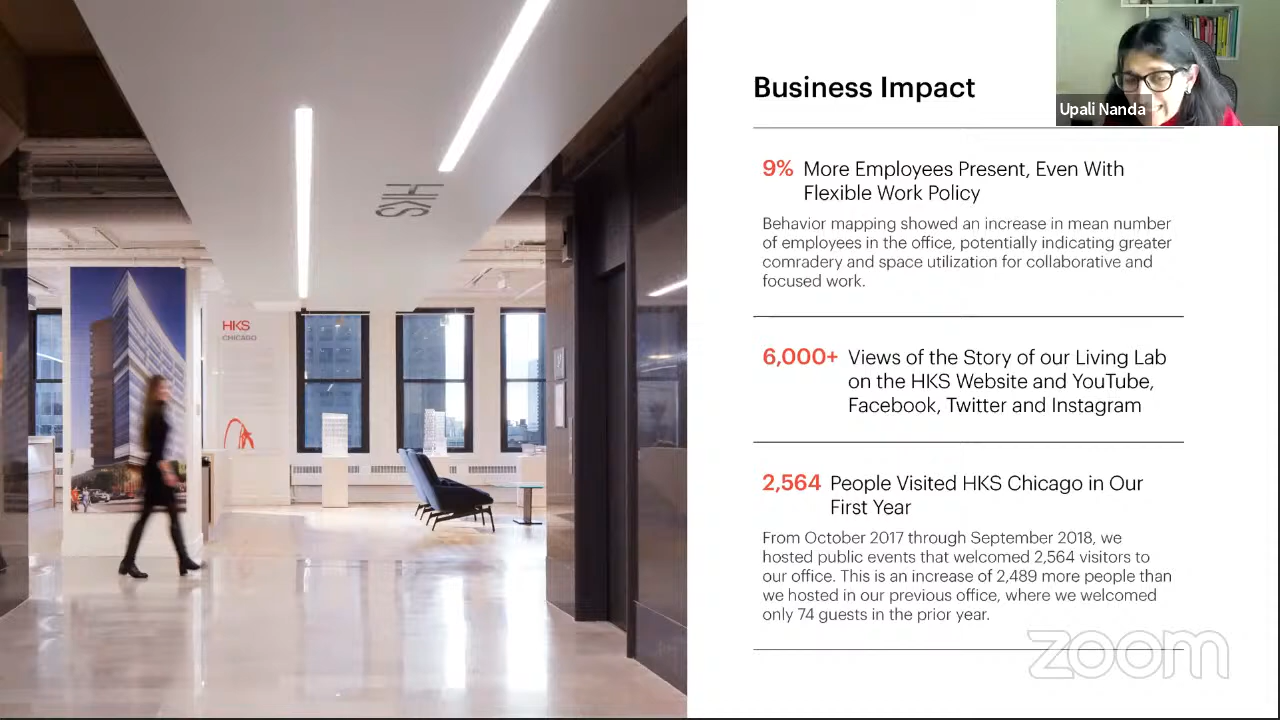 HKS
HKS
CHICAGO
Business Impact
Upali Nanda
9% More Employees Present, Even With
Flexible Work Policy
Behavior mapping showed an increase in mean number
of employees in the office, potentially indicating greater
comradery and space utilization for collaborative and
focused work.
6,000+ Views of the Story of our Living Lab
on the HKS Website and YouTube,
Facebook, Twitter and Instagram
2,564 People Visited HKS Chicago in Our
First Year
From October 2017 through September 2018, we
hosted public events that welcomed 2,564 visitors to
our office. This is an increase of 2,489 more people than
we hosted in our previous office, where we welcomed
only 74 guests in the prior year.
zoom